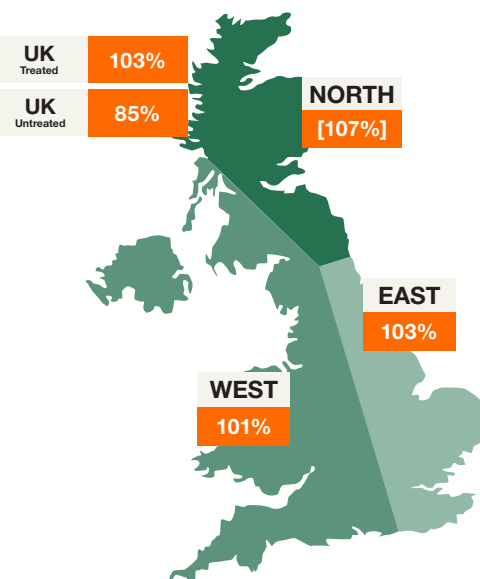 UK
Treated
103%
UK
Untreated
85%
NORTH
[107%]
EAST
103%
WEST
101%